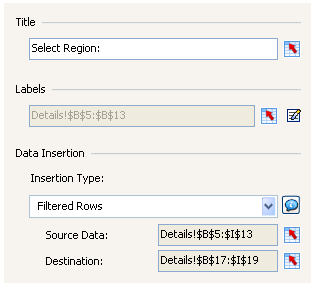 Title
Select Region:
Labels
Details!$B$5:$B$13
Data Insertion
Insertion Type:
Filtered Rows
Source Data: Details!$B$5:$I$13
Destination: Details!$B$17:$I$19